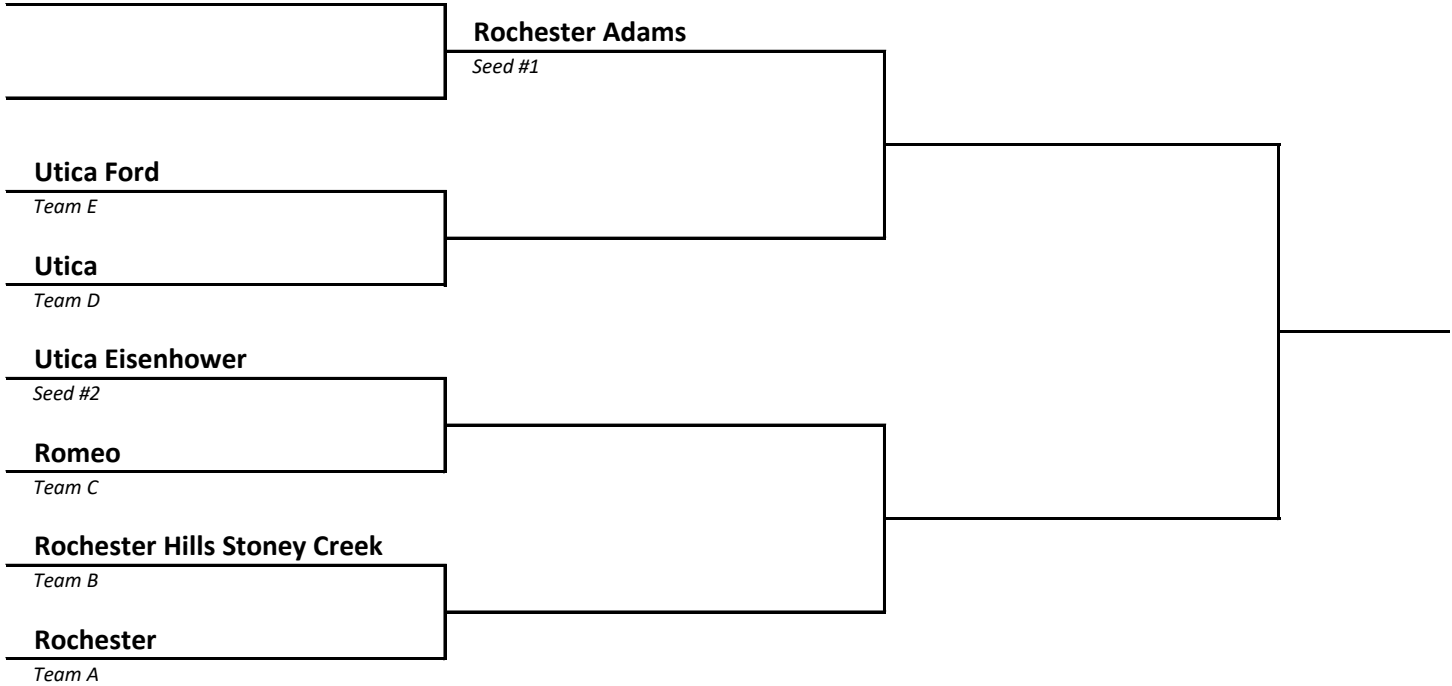 Rochester Adams
Seed #1
Utica Ford
Team E
Utica
Team D
Utica Eisenhower
Seed #2
Romeo
Team C
Rochester Hills Stoney Creek
Team B
Rochester
Team A